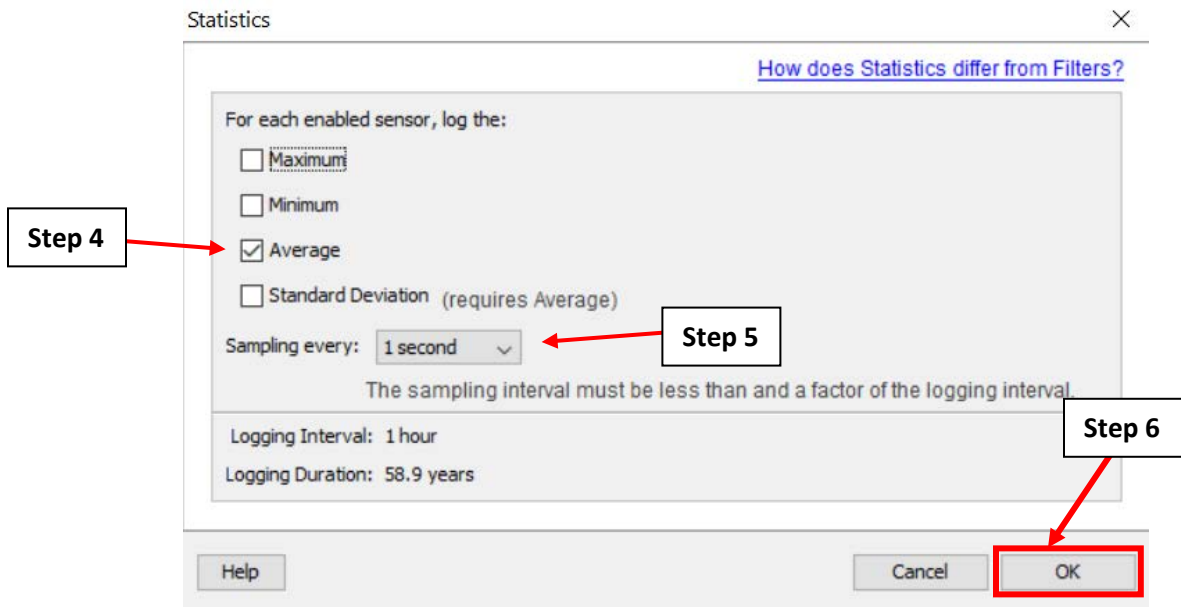 Statistics
How does Statistics differ from Filters?
For each enabled sensor, log the:
Maximum
Minimum
Step 4
Average
Standard Deviation (requires Average)
Sampling every: 1 second
Step 5
The sampling interval must be less than and a factor of the logging interval.
Logging Interval: 1 hour
Step 6
Logging Duration: 58.9 years
Help
Cancel
OK